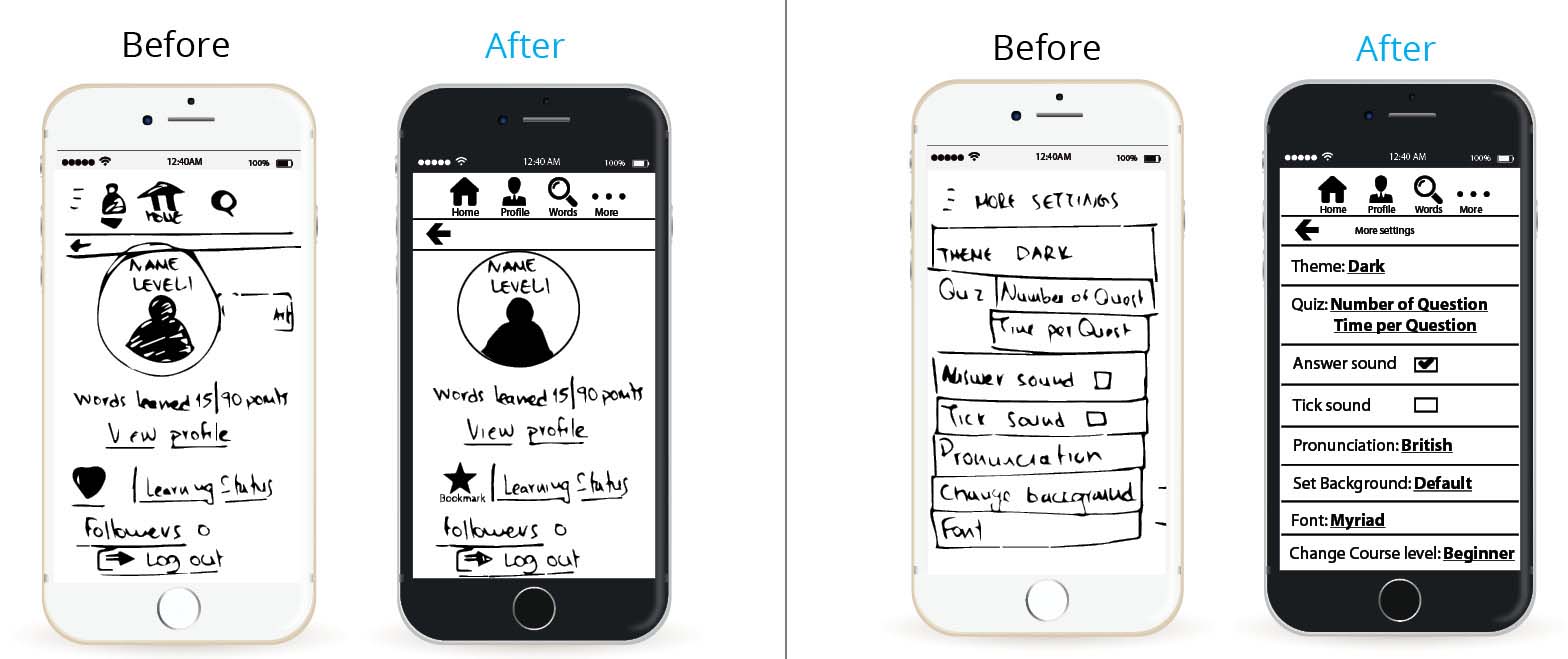 Before
12:40AM
100%
HOME
NAME
LEVEL1
Words learned 15/90 points
View profile
Learning Status
Followers 0
Log out
After
12:40 AM
100%
Home Profile Words More
NAME
LEVEL1
Words learned 15/90 points
View profile
Bookmark
Learning Status
Followers 0
Log out
Before
12:40AM
100%
MORE SETTINGS
THEME DARK
Quiz Number of Quest
Time per Quest
Answer sound
Tick sound
Pronunciation
Change background
Font
After
12:40 AM
100%
Home Profile Words More
More settings
Theme: Dark
Quiz: Number of Question
Time per Question
Answer sound
Tick sound
Pronunciation: British
Set Background: Default
Font: Myriad
Change Course level: Beginner